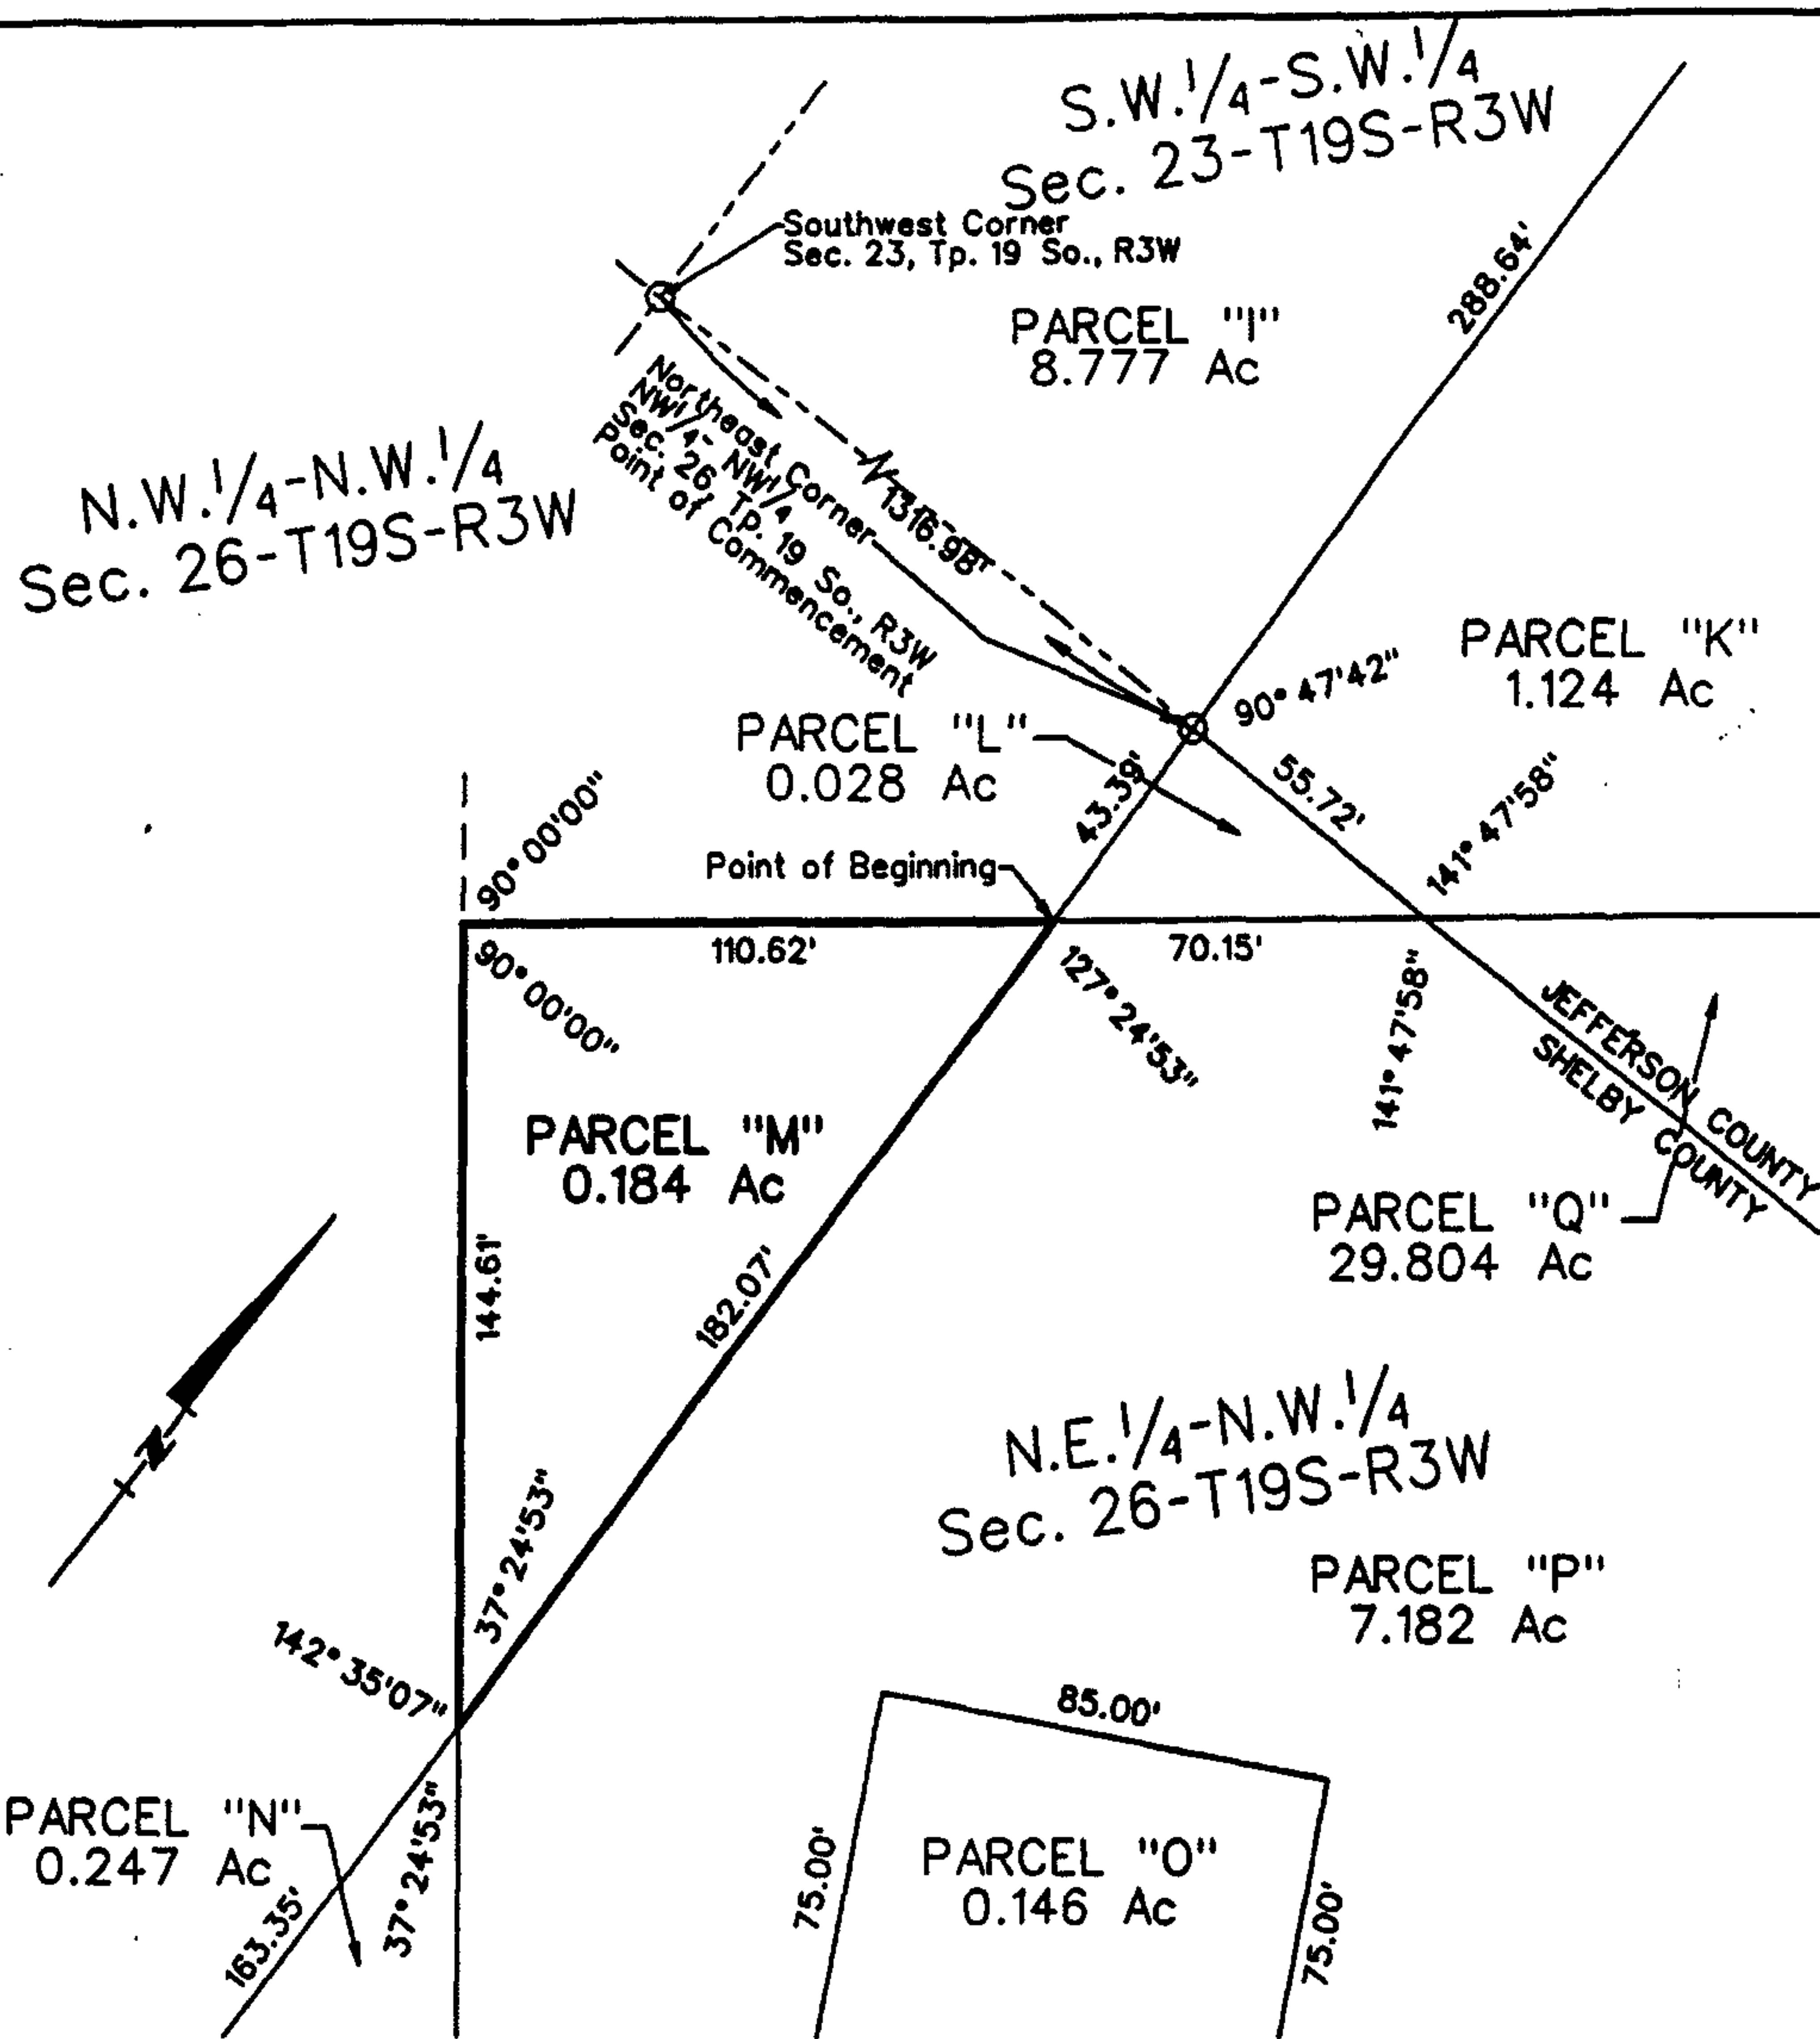 S.W.1/4-S.W.1/4
Sec. 23-T19S-R3W
Southwest Corner
Sec. 23, Tp. 19 So., R3W
PARCEL "I"
8.777 Ac
288.64'
N.W.1/4-N.W.1/4
Sec. 26-T19S-R3W
Northeast Corner
NW1/4- NW1/4
Sec. 26, TP. 19 So., R3W
Point of Commencement
1316.98'
PARCEL "K"
1.124 Ac
90°47'42"
PARCEL "L"
0.028 Ac
43.39'
55.72'
141°47'58"
90°00'00"
Point of Beginning
110.62'
70.15'
90°00'00"
127°24'53"
141°47'58"
JEFFERSON COUNTY
SHELBY COUNTY
PARCEL "M"
0.184 Ac
PARCEL "Q"
29.804 Ac
144.61'
182.07'
N
N.E.1/4-N.W.1/4
Sec. 26-T19S-R3W
37°24'53"
PARCEL "P"
7.182 Ac
142°35'07"
85.00'
PARCEL "N"
0.247 Ac
37°24'53"
163.35'
75.00'
PARCEL "O"
0.146 Ac
75.00'